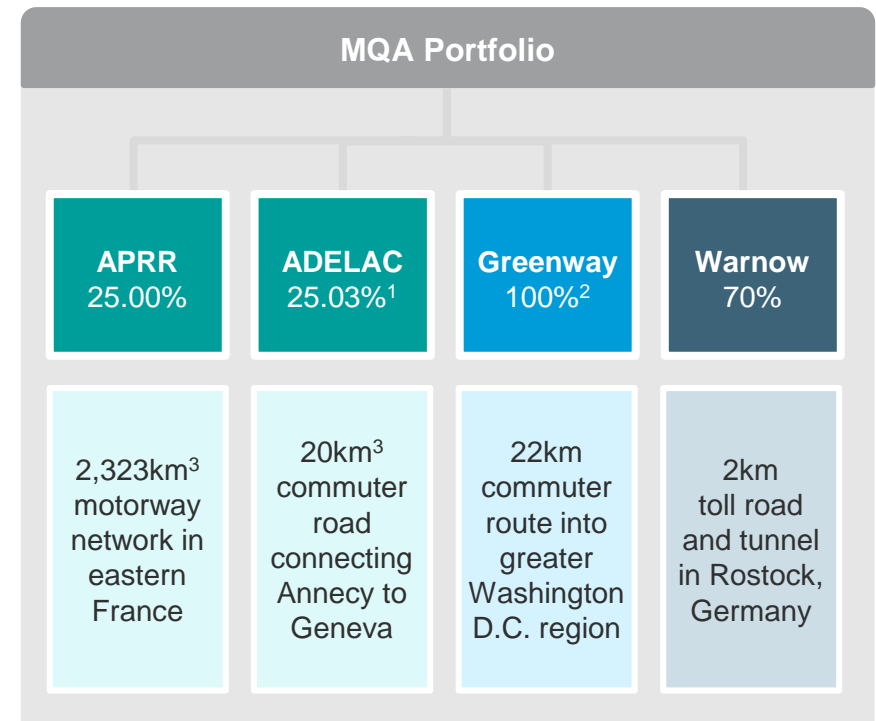 MQA Portfolio
APRR
25.00%
ADELAC
25.03%¹
Greenway
100%²
Warnow
70%
2,323km³
motorway
network in
eastern
France
20km³
commuter
road
connecting
Annecy to
Geneva
22km
commuter
route into
greater
Washington
D.C. region
2km
toll road
and tunnel
in Rostock,
Germany